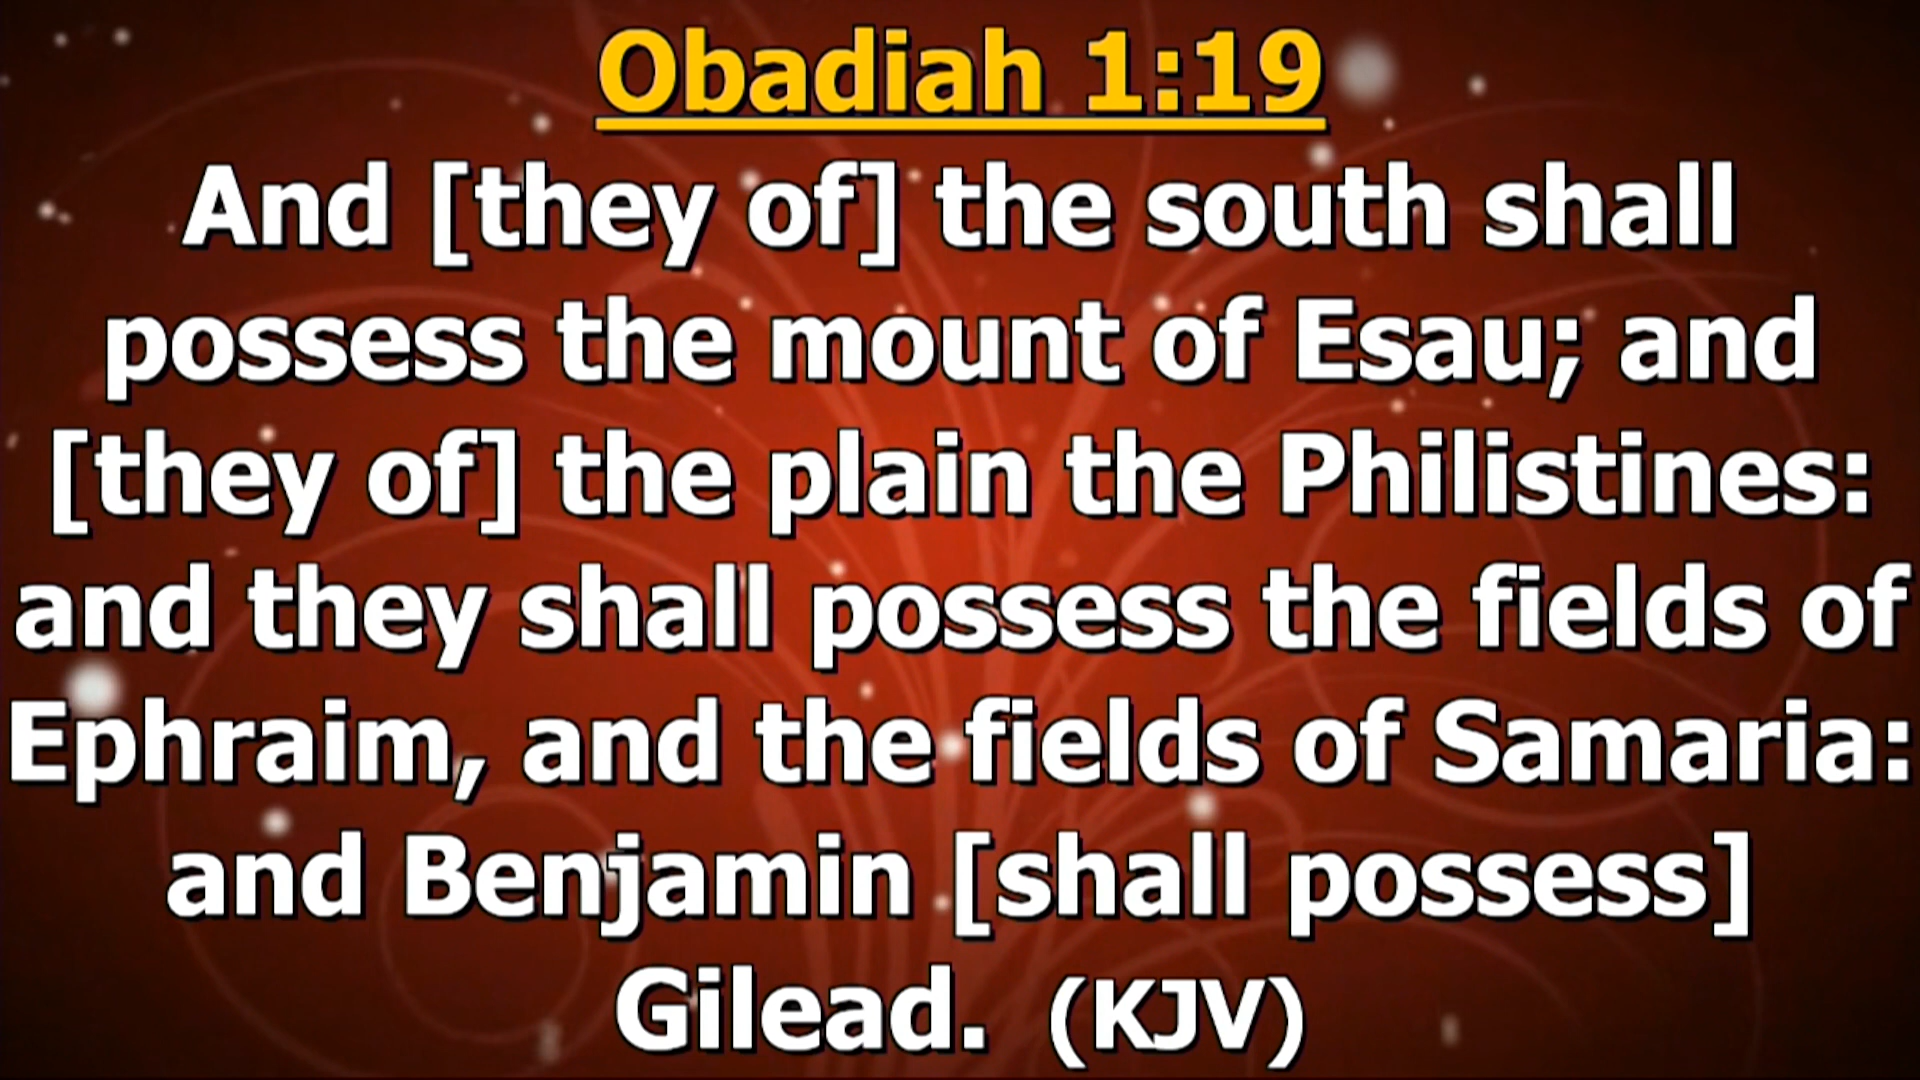 Obadiah 1:19
And [they of] the south shall
possess the mount of Esau; and
[they of] the plain the Philistines:
and they shall possess the fields of
Ephraim, and the fields of Samaria:
and Benjamin [shall possess]
Gilead. (KJV)